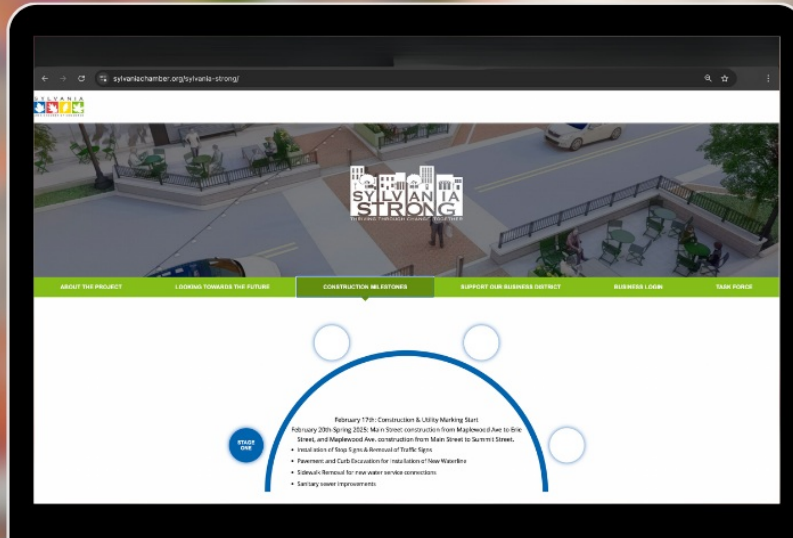 sylvaniachamber.org/sylvania-strong/
SYLVANIA
SYLVANIA
STRONG
THRIVING THROUGH CHANGE TOGETHER
ABOUT THE PROJECT LOOKING TOWARDS THE FUTURE CONSTRUCTION MILESTONES SUPPORT OUR BUSINESS DISTRICT BUSINESS LOGIN TASK FORCE
STAGE
ONE
February 17th: Construction & Utility Marking Start
February 20th-Spring 2025: Main Street construction from Maplewood Ave to Erie
Street, and Maplewood Ave. construction from Main Street to Summit Street.
• Installation of Stop Signs & Removal of Traffic Signs
• Pavement and Curb Excavation for Installation of New Waterline
• Sidewalk Removal for new water service connections
• Sanitary sewer improvements